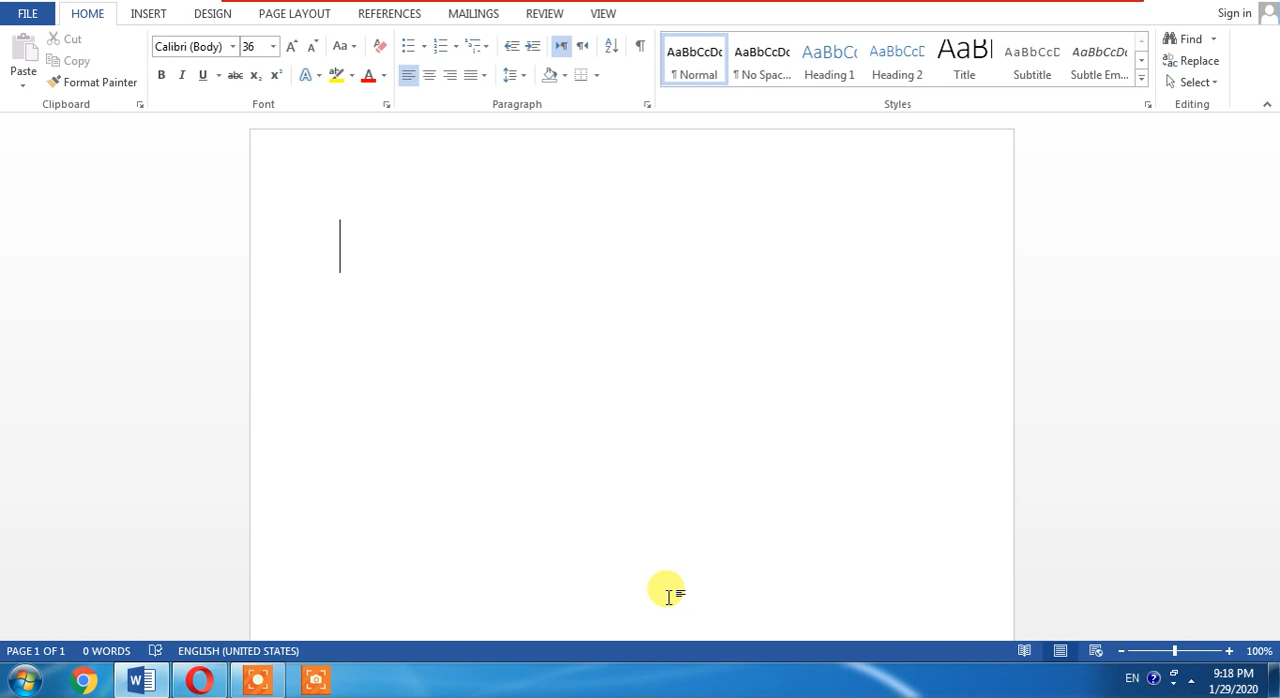 FILE HOME INSERT DESIGN PAGE LAYOUT REFERENCES MAILINGS REVIEW VIEW Sign in
Paste
Cut
Copy
Format Painter
Clipboard
Calibri (Body) 36
Font
Paragraph
AaBbCcDc AaBbCcDc AaBbCc AaBbCcD AaBl AaBbCcD AaBbCcDc
¶ Normal ¶ No Spac... Heading 1 Heading 2 Title Subtitle Subtle Em...
Styles
Find
Replace
Select
Editing
PAGE 1 OF 1 0 WORDS ENGLISH (UNITED STATES) 100%
EN 9:18 PM
1/29/2020